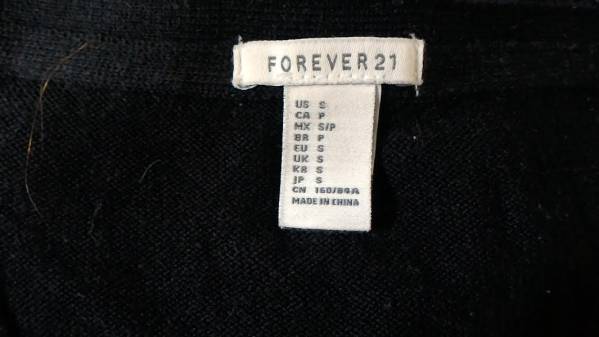 FOREVER 21
US S
CA P
MX S/P
BR P
EU S
UK S
KR S
JP S
CN 160/84A
MADE IN CHINA